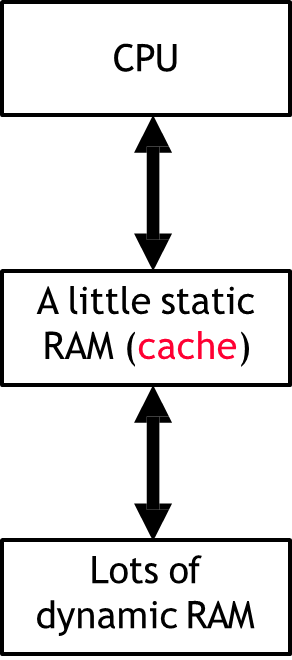 CPU
A little static
RAM (cache)
Lots of
dynamic RAM